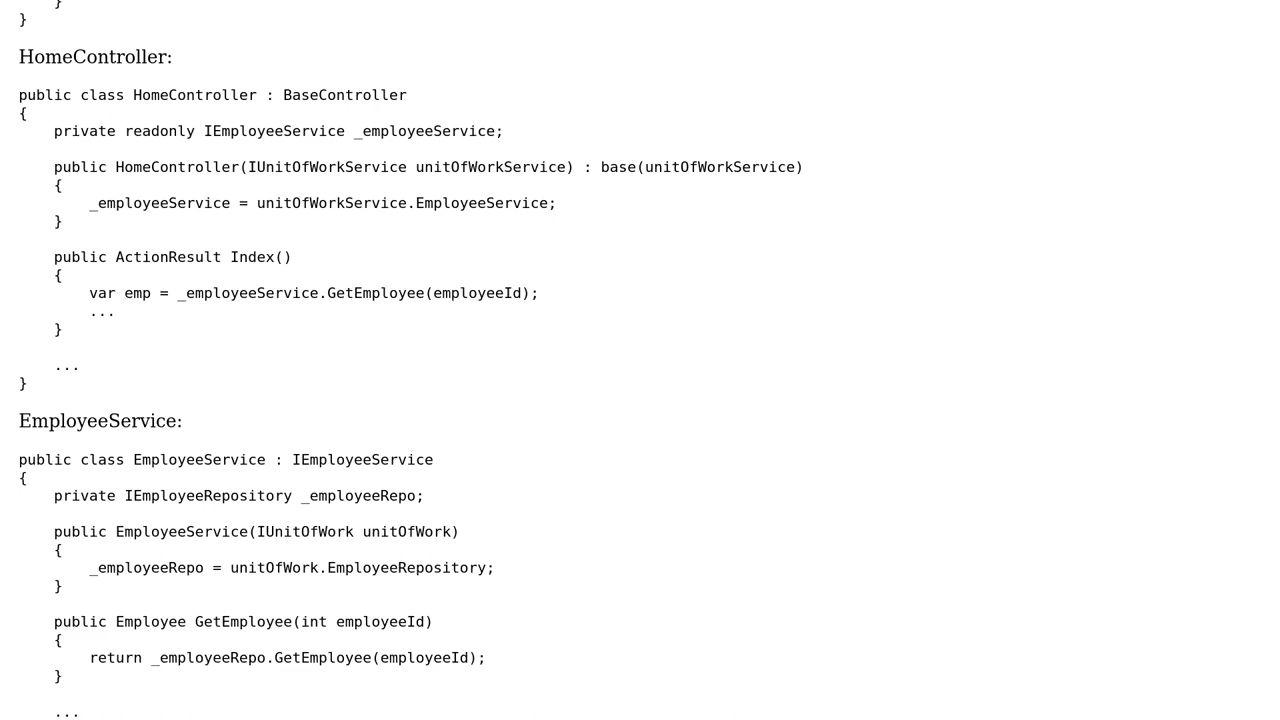 }
}
HomeController:
public class HomeController : BaseController
{
    private readonly IEmployeeService _employeeService;

    public HomeController(IUnitOfWorkService unitOfWorkService) : base(unitOfWorkService)
    {
        _employeeService = unitOfWorkService.EmployeeService;
    }

    public ActionResult Index()
    {
        var emp = _employeeService.GetEmployee(employeeId);
        ...
    }

    ...
}
EmployeeService:
public class EmployeeService : IEmployeeService
{
    private IEmployeeRepository _employeeRepo;

    public EmployeeService(IUnitOfWork unitOfWork)
    {
        _employeeRepo = unitOfWork.EmployeeRepository;
    }

    public Employee GetEmployee(int employeeId)
    {
        return _employeeRepo.GetEmployee(employeeId);
    }

    ...